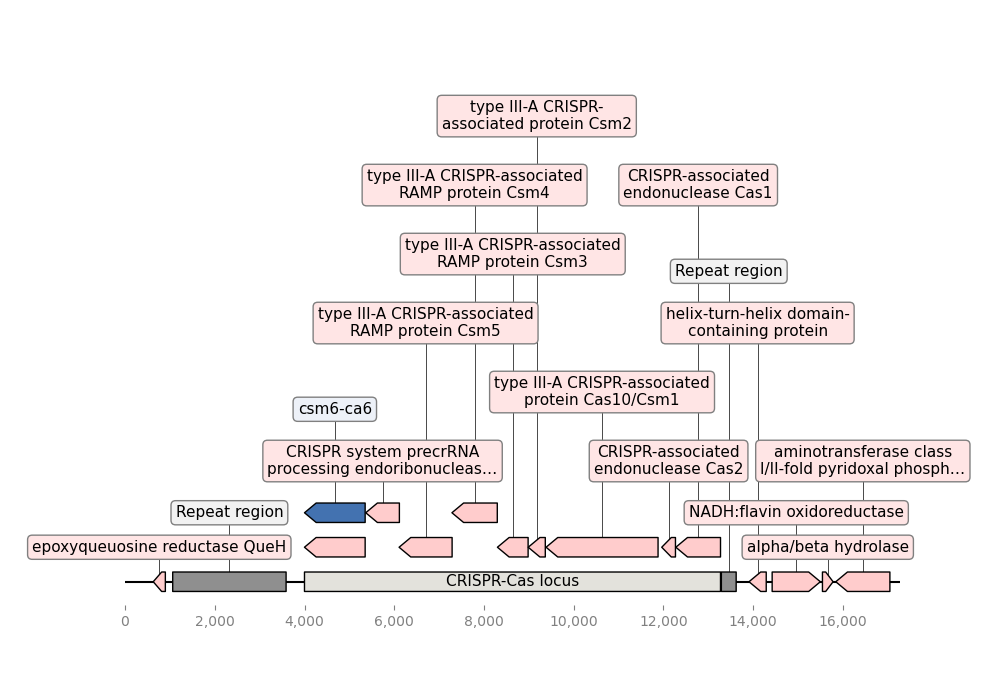 type III-A CRISPR-
associated protein Csm2
type III-A CRISPR-associated
RAMP protein Csm4
CRISPR-associated
endonuclease Cas1
type III-A CRISPR-associated
RAMP protein Csm3
Repeat region
type III-A CRISPR-associated
RAMP protein Csm5
helix-turn-helix domain-
containing protein
type III-A CRISPR-associated
protein Cas10/Csm1
csm6-ca6
CRISPR system precrRNA
processing endoribonucleas…
CRISPR-associated
endonuclease Cas2
aminotransferase class
I/II-fold pyridoxal phosph…
Repeat region
NADH:flavin oxidoreductase
epoxyqueuosine reductase QueH
alpha/beta hydrolase
CRISPR-Cas locus
0 2,000 4,000 6,000 8,000 10,000 12,000 14,000 16,000